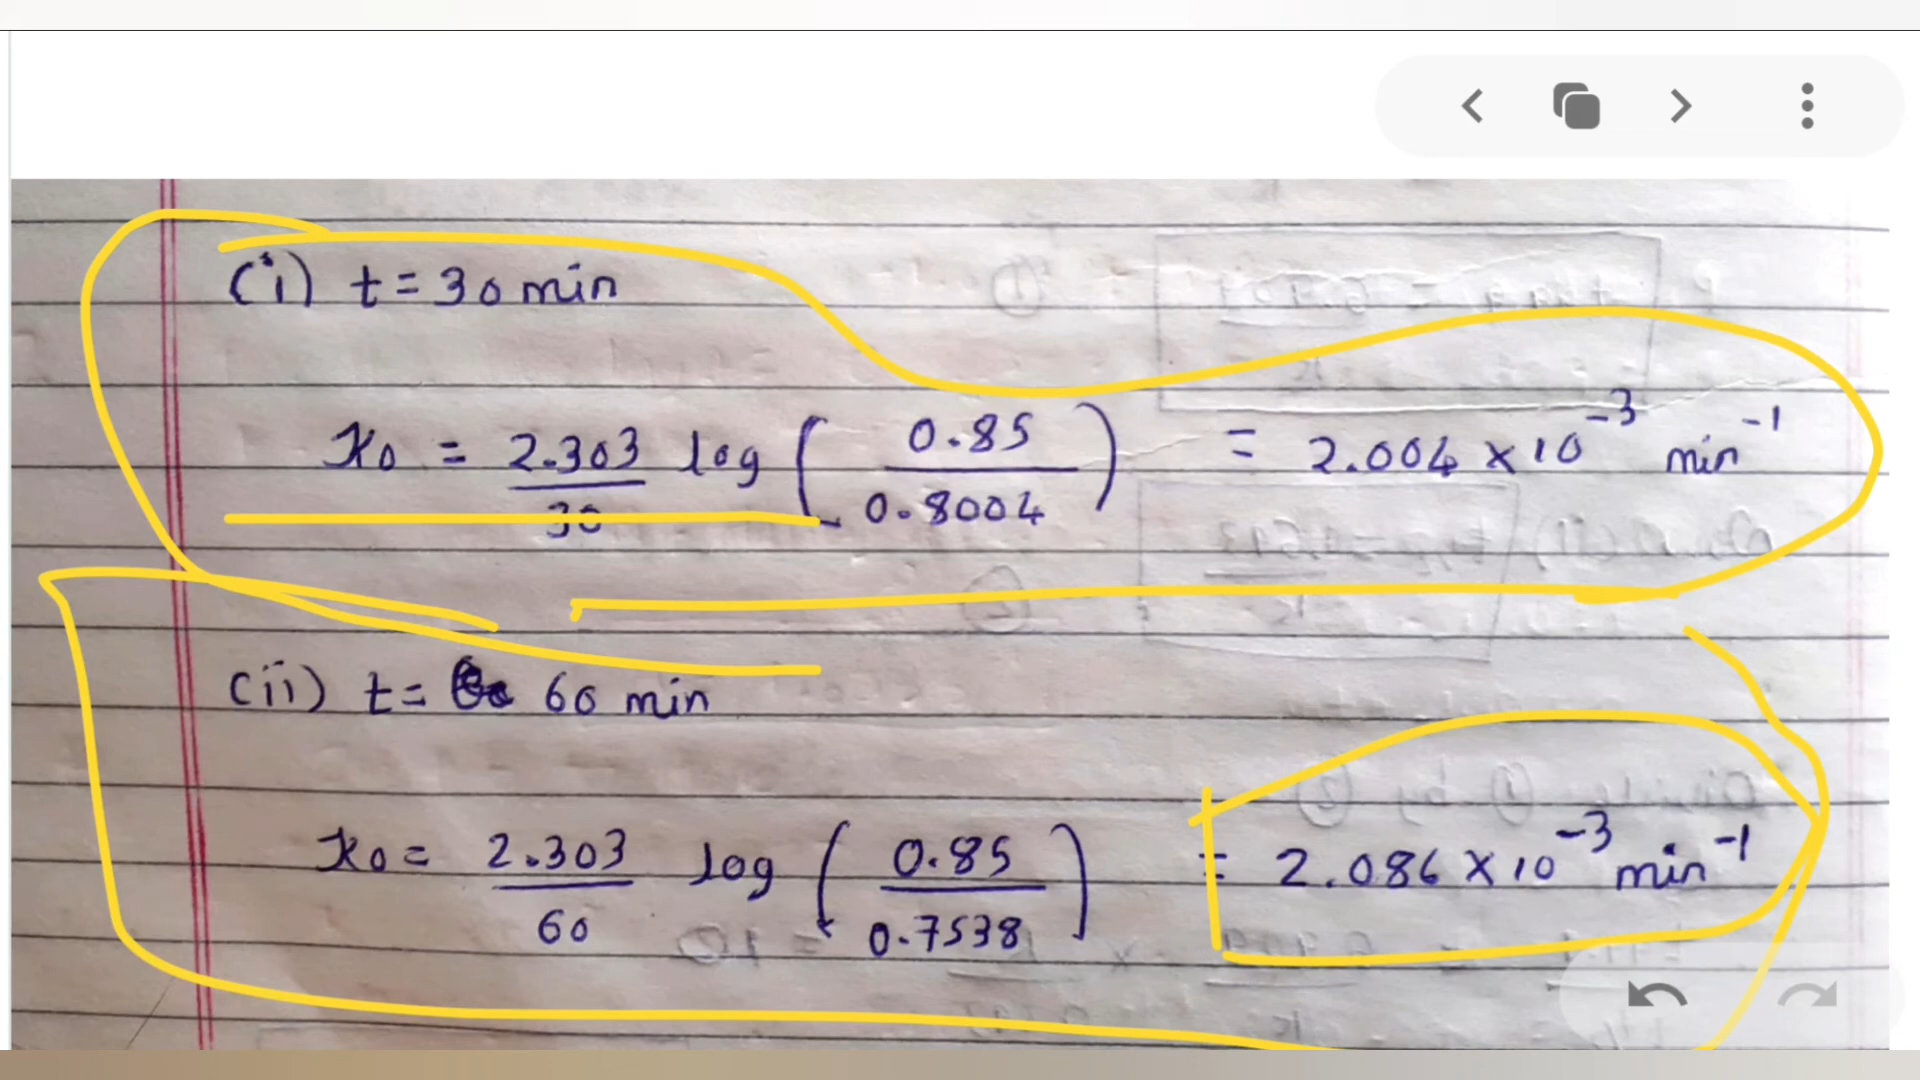 (i) t = 30 min
K₀ = 2.303/30 log (0.85/0.8004) = 2.004 × 10⁻³ min⁻¹
(ii) t = 60 min
K₀ = 2.303/60 log (0.85/0.7538) = 2.086 × 10⁻³ min⁻¹